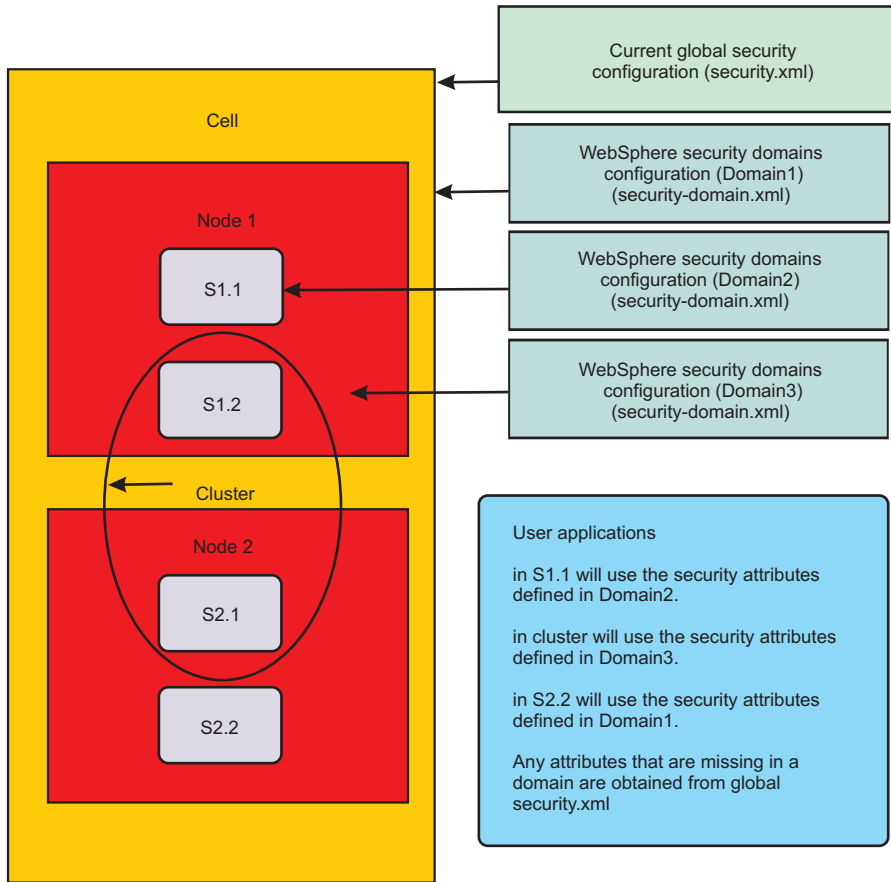 Current global security
configuration (security.xml)
Cell
WebSphere security domains
configuration (Domain1)
(security-domain.xml)
Node 1
WebSphere security domains
configuration (Domain2)
(security-domain.xml)
S1.1
WebSphere security domains
configuration (Domain3)
(security-domain.xml)
S1.2
Cluster
Node 2
S2.1
S2.2
User applications
in S1.1 will use the security attributes
defined in Domain2.
in cluster will use the security attributes
defined in Domain3.
in S2.2 will use the security attributes
defined in Domain1.
Any attributes that are missing in a
domain are obtained from global
security.xml